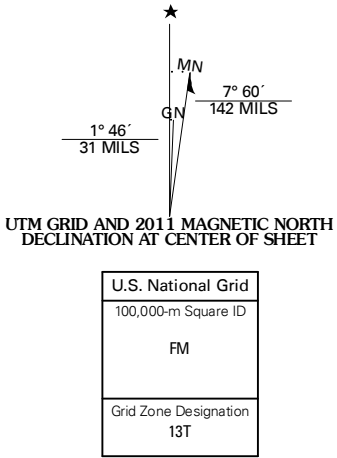 ★
MN
GN
7° 60´
142 MILS
1° 46´
31 MILS
UTM GRID AND 2011 MAGNETIC NORTH
DECLINATION AT CENTER OF SHEET
U.S. National Grid
100,000-m Square ID
FM
Grid Zone Designation
13T